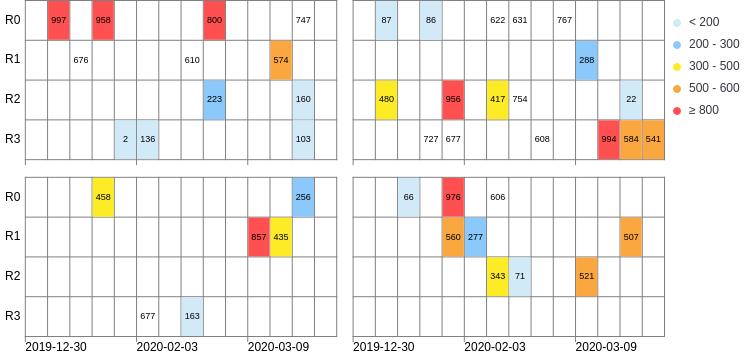 R0 997 958 800 747 87 86 622 631 767
R1 676 610 574 288
R2 223 160 480 956 417 754 22
R3 2 136 103 727 677 608 994 584 541
< 200
200 - 300
300 - 500
500 - 600
≥ 800
R0 458 256 66 976 606
R1 857 435 560 277 507
R2 343 71 521
R3 677 163
2019-12-30 2020-02-03 2020-03-09 2019-12-30 2020-02-03 2020-03-09